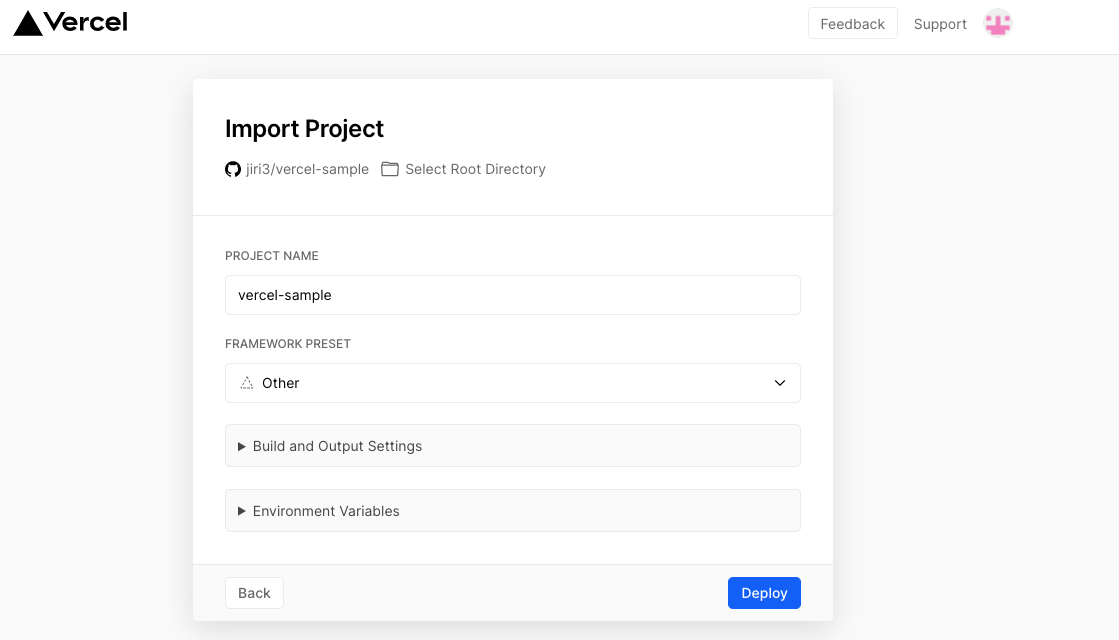 Vercel
Feedback Support
Import Project
jiri3/vercel-sample Select Root Directory
PROJECT NAME
vercel-sample
FRAMEWORK PRESET
Other
Build and Output Settings
Environment Variables
Back Deploy